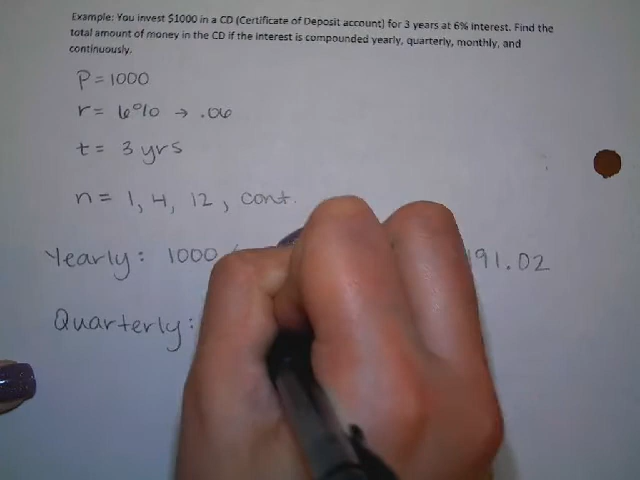 Example: You invest $1000 in a CD (Certificate of Deposit account) for 3 years at 6% interest. Find the
total amount of money in the CD if the interest is compounded yearly, quarterly, monthly, and
continuously.
P = 1000
r = 6% → .06
t = 3 yrs
n = 1, 4, 12, cont.
Yearly: 1000 191.02
Quarterly: